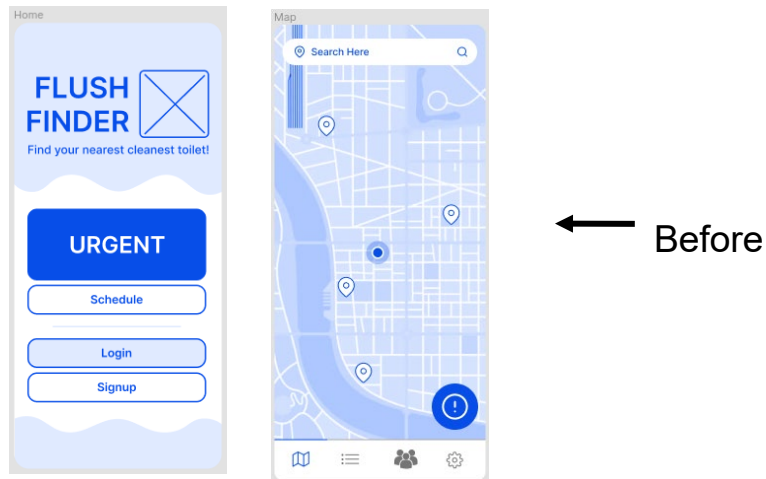 Home
FLUSH
FINDER
Find your nearest cleanest toilet!
URGENT
Schedule
Login
Signup
Map
Search Here
Before